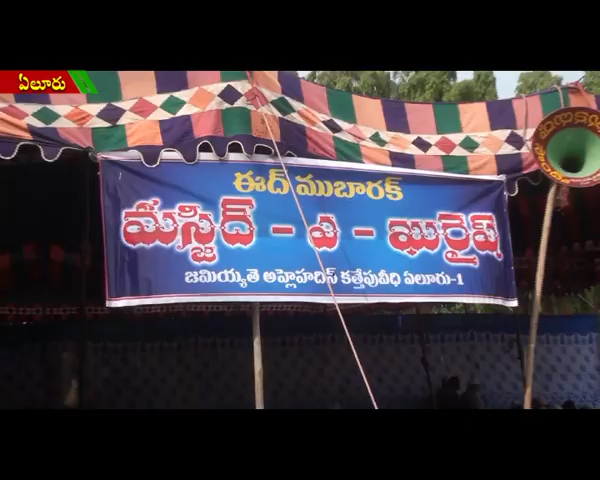 ఏలూరు
ఈద్ ముబారక్
మస్జిద్ - ఎ - ఖురైష్
జమియ్యతె అహ్లెహదీస్ కత్తేపువీధి ఏలూరు-1